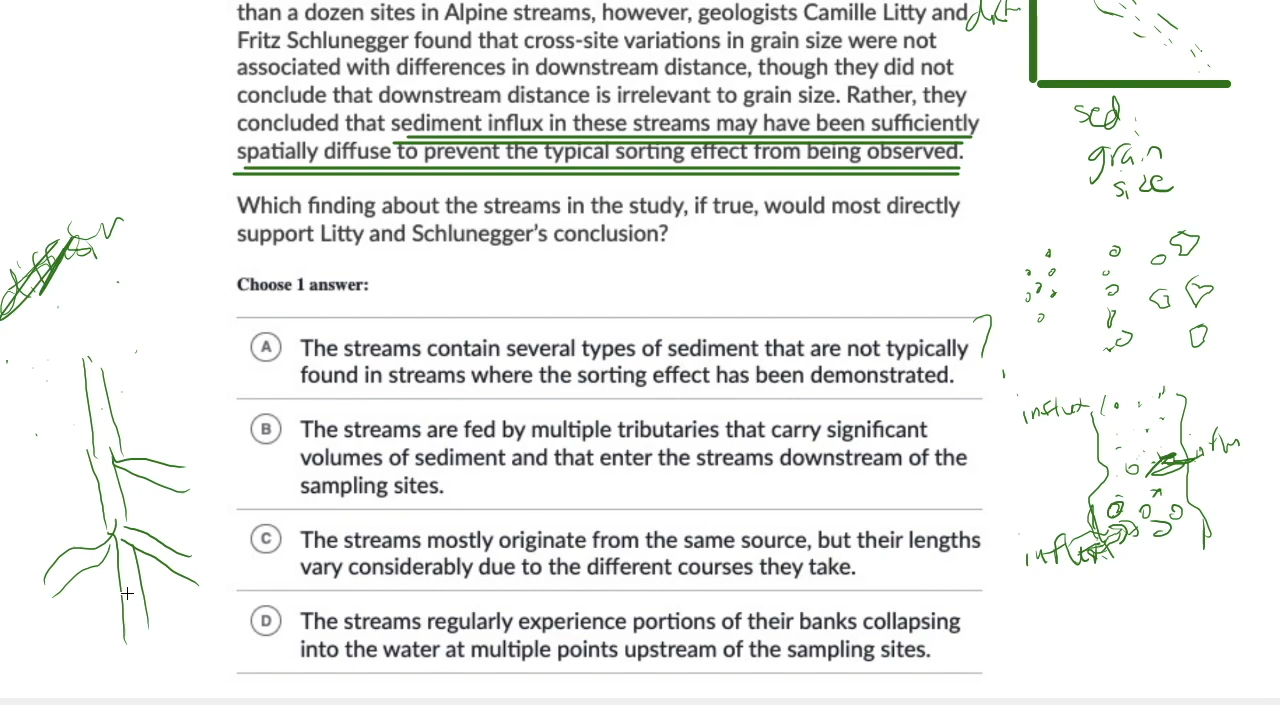 than a dozen sites in Alpine streams, however, geologists Camille Litty and
Fritz Schlunegger found that cross-site variations in grain size were not
associated with differences in downstream distance, though they did not
conclude that downstream distance is irrelevant to grain size. Rather, they
concluded that sediment influx in these streams may have been sufficiently
spatially diffuse to prevent the typical sorting effect from being observed.
sed
grain
size
Which finding about the streams in the study, if true, would most directly
support Litty and Schlunegger's conclusion?
Choose 1 answer:
A The streams contain several types of sediment that are not typically
found in streams where the sorting effect has been demonstrated.
?
influx
B The streams are fed by multiple tributaries that carry significant
volumes of sediment and that enter the streams downstream of the
sampling sites.
C The streams mostly originate from the same source, but their lengths
vary considerably due to the different courses they take.
D The streams regularly experience portions of their banks collapsing
into the water at multiple points upstream of the sampling sites.